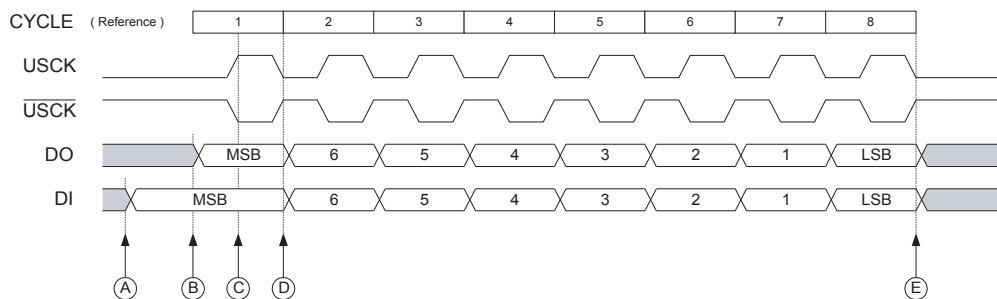 CYCLE ( Reference ) 1 2 3 4 5 6 7 8
USCK
USCK
DO MSB 6 5 4 3 2 1 LSB
DI MSB 6 5 4 3 2 1 LSB
A B C D E